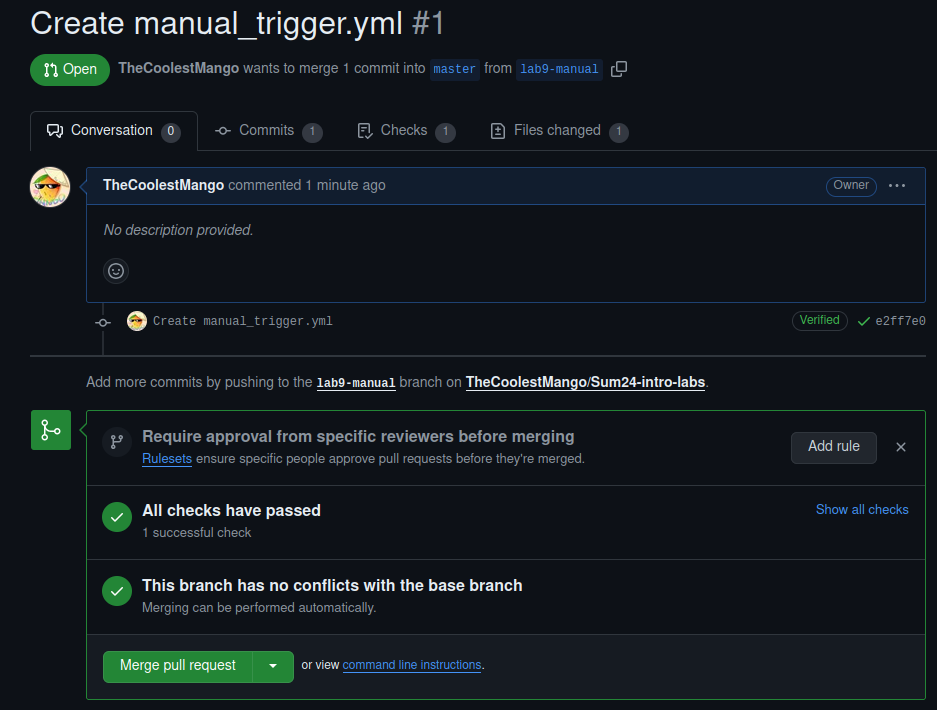 Create manual_trigger.yml #1
Open TheCoolestMango wants to merge 1 commit into master from lab9-manual
Conversation 0 Commits 1 Checks 1 Files changed 1
TheCoolestMango commented 1 minute ago Owner
No description provided.
Create manual_trigger.yml Verified e2ff7e0
Add more commits by pushing to the lab9-manual branch on TheCoolestMango/Sum24-intro-labs.
Require approval from specific reviewers before merging
Rulesets ensure specific people approve pull requests before they're merged.
Add rule
All checks have passed
1 successful check
Show all checks
This branch has no conflicts with the base branch
Merging can be performed automatically.
Merge pull request or view command line instructions.